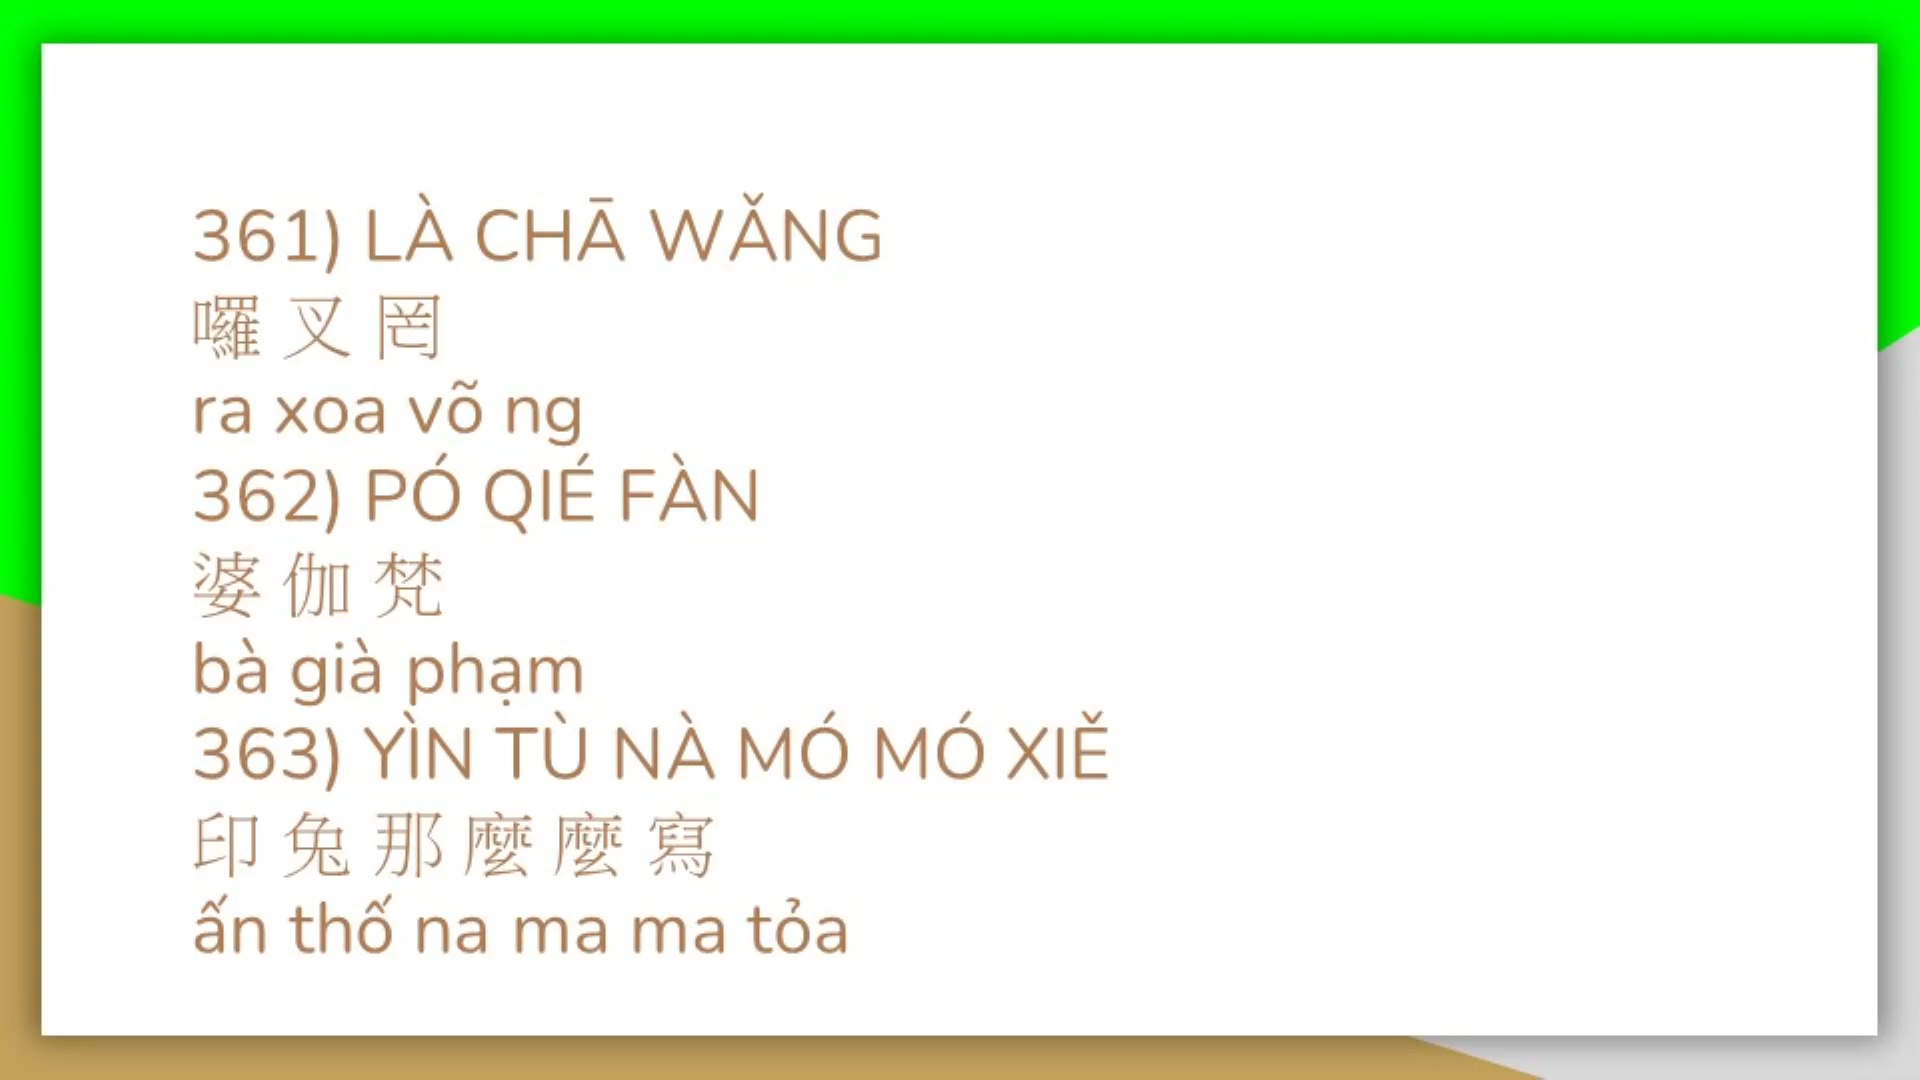 361) LÀ CHĀ WǍNG
囉 叉 罔
ra xoa võ ng
362) PÓ QIÉ FÀN
婆 伽 梵
bà già phạm
363) YÌN TÙ NÀ MÓ MÓ XIĚ
印 兔 那 麼 麼 寫
ấn thố na ma ma tỏa